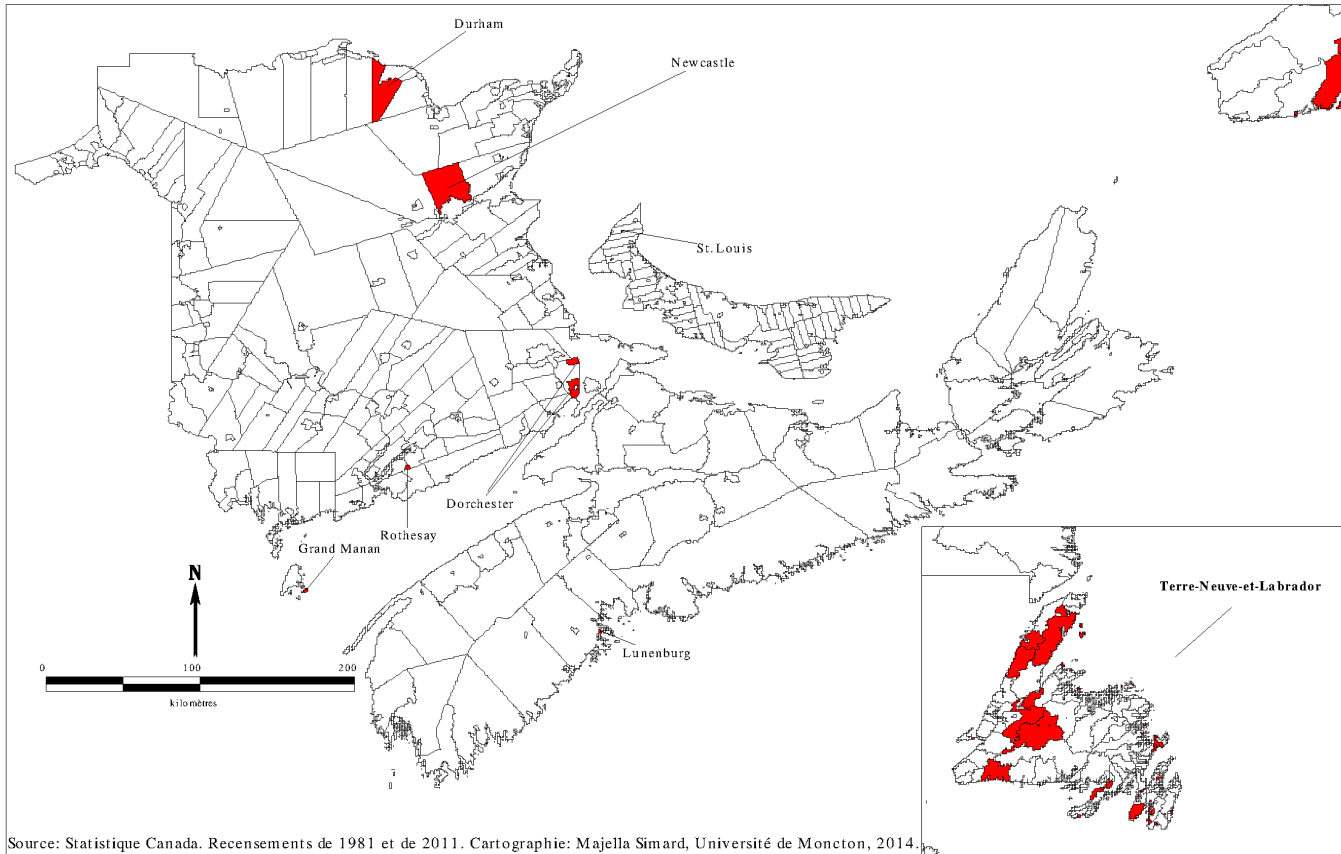 Durham
Newcastle
St. Louis
Dorchester
Rothesay
Grand Manan
N
Terre-Neuve-et-Labrador
Lunenburg
0 100 200
kilomètres
Source: Statistique Canada. Recensements de 1981 et de 2011. Cartographie: Majella Simard, Université de Moncton, 2014.